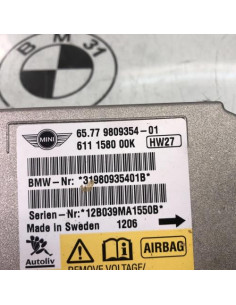 BMW 31
MINI
65.77 9809354-01
611 1580 00K
HW27
BMW-Nr: *31980935401B*
Serien-Nr:*12B039MA1550B*
Made in Sweden 1206
Autoliv
AIRBAG
REMOVE VOLTAGE/